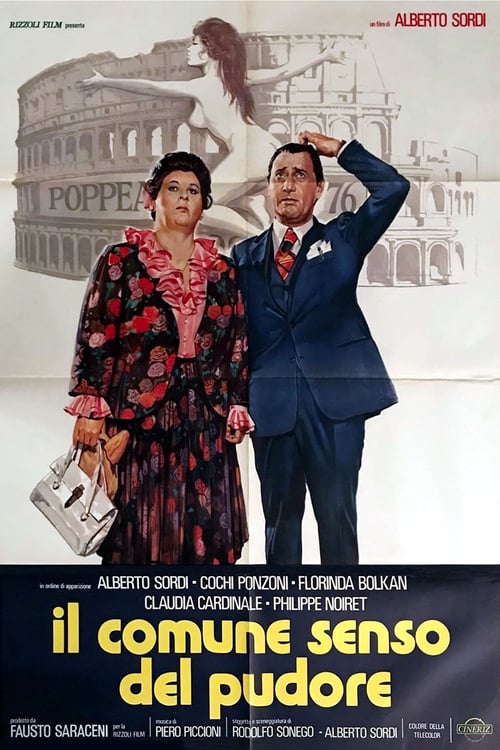 RIZZOLI FILM presenta
un film di ALBERTO SORDI
POPPEA
76
in ordine di apparizione ALBERTO SORDI • COCHI PONZONI • FLORINDA BOLKAN
CLAUDIA CARDINALE • PHILIPPE NOIRET
il comune senso
del pudore
prodotto da
FAUSTO SARACENI
per la
RIZZOLI FILM
musica di
PIERO PICCIONI
soggetto e sceneggiatura di
RODOLFO SONEGO - ALBERTO SORDI
COLORE DELLA
TELECOLOR
CINERIZ